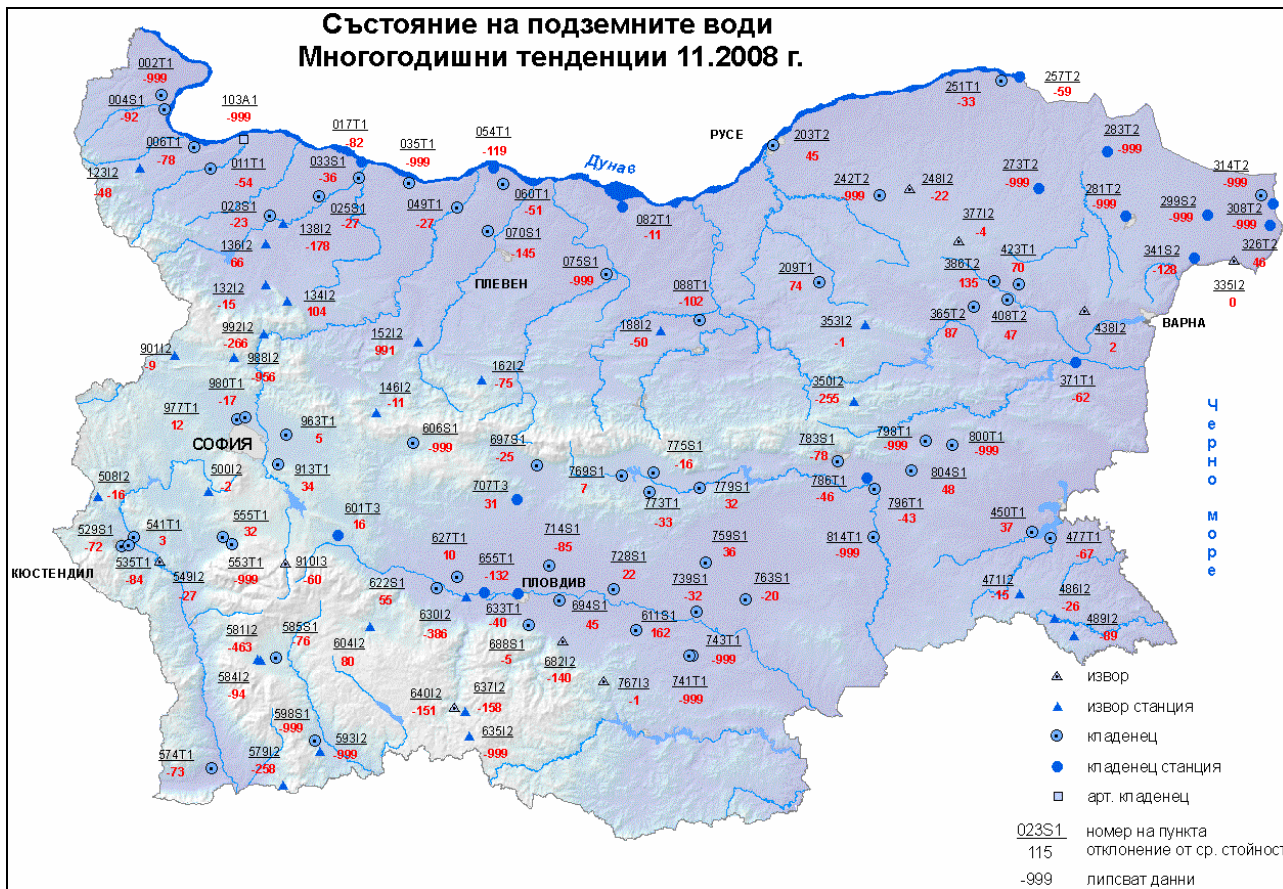 Състояние на подземните води
Многогодишни тенденции 11.2008 г.
002T1
-999
004S1
-92
103A1
-999
006T1
-78
011T1
-54
123I2
-48
017T1
-82
033S1
-36
035T1
-999
054T1
-119
025S1
-27
028S1
-23
138I2
-178
136I2
66
049T1
-27
060T1
-51
070S1
-145
Дунав
082T1
-11
РУСЕ
203T2
45
251T1
-33
257T2
-59
283T2
-999
273T2
-999
242T2
-999
248I2
-22
281T2
-999
299S2
-999
314T2
-999
308T2
-999
326T2
46
377I2
-4
423T1
70
386T2
135
341S2
-128
335I2
0
132I2
-15
134I2
104
ПЛЕВЕН
075S1
-999
088T1
-102
209T1
74
365T2
87
408T2
47
438I2
2
ВАРНА
992I2
-266
152I2
991
188I2
-50
353I2
-1
901I2
-9
988I2
-956
162I2
-75
371T1
-62
980T1
-17
146I2
-11
350I2
-255
977T1
12
СОФИЯ
963T1
5
606S1
-999
697S1
-25
775S1
-16
783S1
-78
798T1
-999
800T1
-999
Черно море
508I2
-16
500I2
-2
913T1
34
769S1
7
707T3
31
773T1
-33
779S1
32
786T1
-46
804S1
48
796T1
-43
601T3
16
529S1
-72
541T1
3
555T1
32
535T1
-84
553T1
-999
910I3
-60
КЮСТЕНДИЛ
549I2
-27
627T1
10
714S1
-85
655T1
-132
ПЛОВДИВ
728S1
22
759S1
36
814T1
-999
450T1
37
477T1
-67
622S1
55
630I2
-386
633T1
-40
694S1
45
739S1
-32
763S1
-20
611S1
162
471I2
-15
486I2
-26
489I2
-89
581I2
-463
585S1
-76
604I2
80
688S1
-5
682I2
-140
743T1
-999
584I2
-94
640I2
-151
637I2
-158
767I3
-1
741T1
-999
598S1
-999
593I2
-999
635I2
-999
574T1
-73
579I2
-258
извор
извор станция
кладенец
кладенец станция
арт. кладенец
023S1 номер на пункта
115 отклонение от ср. стойност
-999 липсват данни